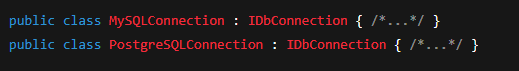 public class MySQLConnection : IDbConnection { /*...*/ }
public class PostgreSQLConnection : IDbConnection { /*...*/ }